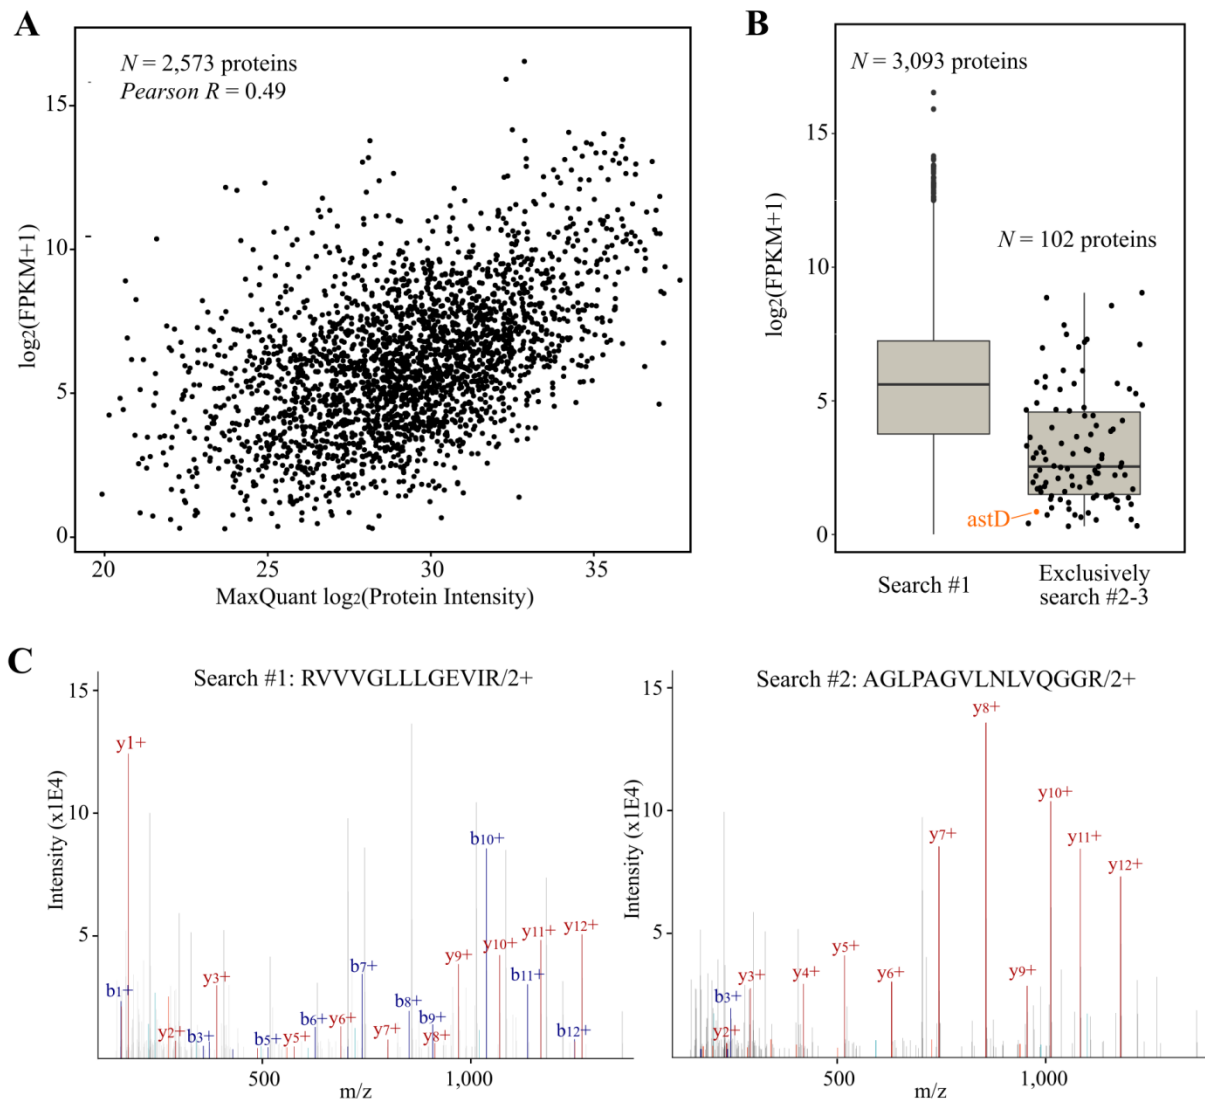 A
N = 2,573 proteins
Pearson R = 0.49
log2(FPKM+1)
15
10
5
0
20 25 30 35
MaxQuant log2(Protein Intensity)
B
N = 3,093 proteins
N = 102 proteins
log2(FPKM+1)
15
10
5
0
astD
Search #1
Exclusively
search #2-3
C
Search #1: RVVVGLLLGEVIR/2+
Intensity (x1E4)
15
10
5
y1+
b1+
y2+
y3+
b3+
b5+
y5+
b6+
y6+
b7+
y7+
b8+
b9+
y8+
y9+
b10+
y10+
b11+
y11+
b12+
y12+
500 1,000
m/z
Search #2: AGLPAGVLNLVQGGR/2+
Intensity (x1E4)
15
10
5
b3+
y2+
y3+
y4+
y5+
y6+
y7+
y8+
y9+
y10+
y11+
y12+
500 1,000
m/z